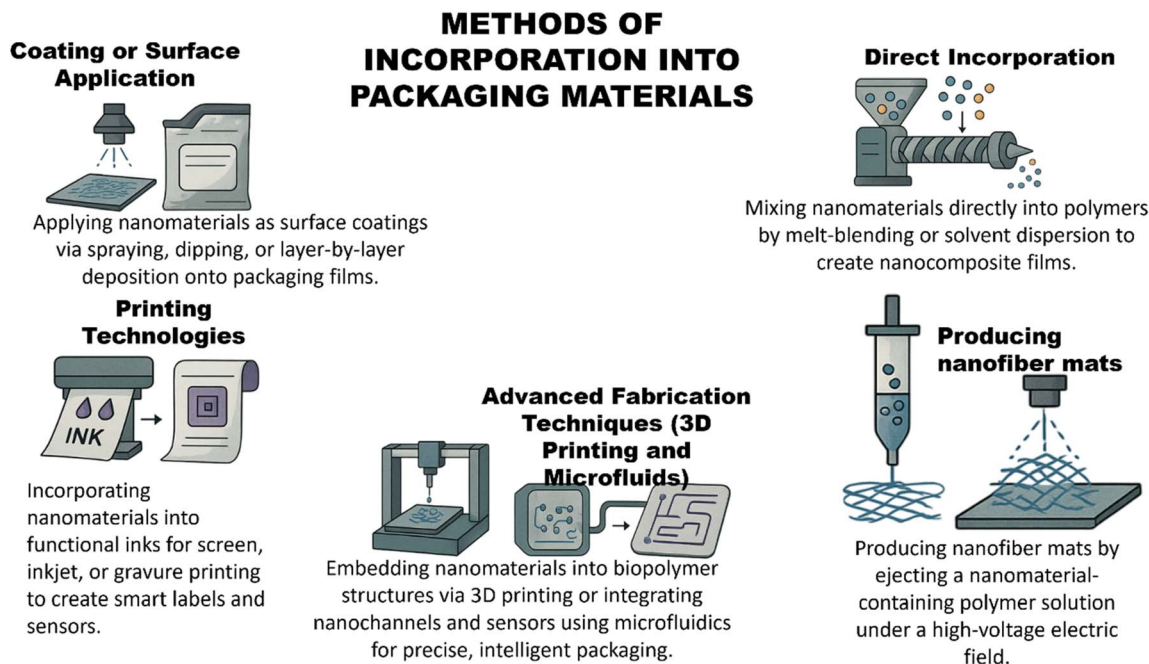 METHODS OF
INCORPORATION INTO
PACKAGING MATERIALS
Coating or Surface
Application
Applying nanomaterials as surface coatings
via spraying, dipping, or layer-by-layer
deposition onto packaging films.
Direct Incorporation
Mixing nanomaterials directly into polymers
by melt-blending or solvent dispersion to
create nanocomposite films.
Printing
Technologies
INK
Incorporating
nanomaterials into
functional inks for screen,
inkjet, or gravure printing
to create smart labels and
sensors.
Advanced Fabrication
Techniques (3D
Printing and
Microfluids)
Embedding nanomaterials into biopolymer
structures via 3D printing or integrating
nanochannels and sensors using microfluidics
for precise, intelligent packaging.
Producing
nanofiber mats
Producing nanofiber mats by
ejecting a nanomaterial-
containing polymer solution
under a high-voltage electric
field.